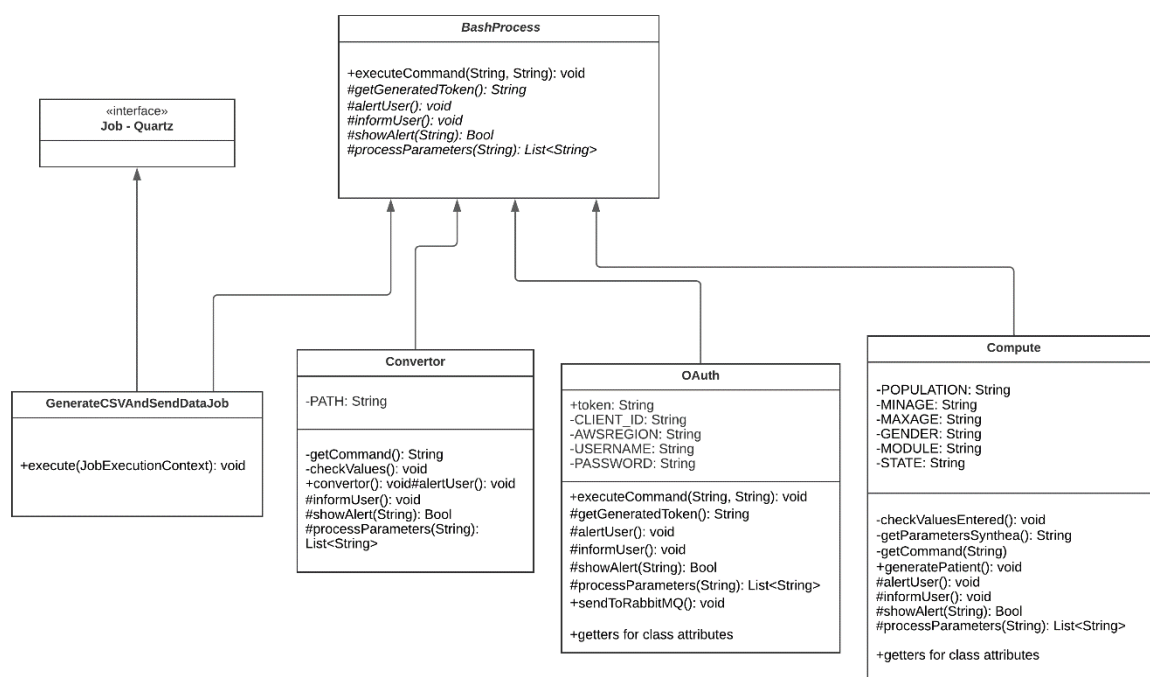 BashProcess
+executeCommand(String, String): void
#getGeneratedToken(): String
#alertUser(): void
#informUser(): void
#showAlert(String): Bool
#processParameters(String): List<String>
«interface»
Job - Quartz
GenerateCSVAndSendDataJob
+execute(JobExecutionContext): void
Convertor
-PATH: String
-getCommand(): String
-checkValues(): void
+convertor(): void#alertUser(): void
#informUser(): void
#showAlert(String): Bool
#processParameters(String):
List<String>
OAuth
+token: String
-CLIENT_ID: String
-AWSREGION: String
-USERNAME: String
-PASSWORD: String
+executeCommand(String, String): void
#getGeneratedToken(): String
#alertUser(): void
#informUser(): void
#showAlert(String): Bool
#processParameters(String): List<String>
+sendToRabbitMQ(): void
+getters for class attributes
Compute
-POPULATION: String
-MINAGE: String
-MAXAGE: String
-GENDER: String
-MODULE: String
-STATE: String
-checkValuesEntered(): void
-getParametersSynthea(): String
-getCommand(String)
+generatePatient(): void
#alertUser(): void
#informUser(): void
#showAlert(String): Bool
#processParameters(String): List<String>
+getters for class attributes